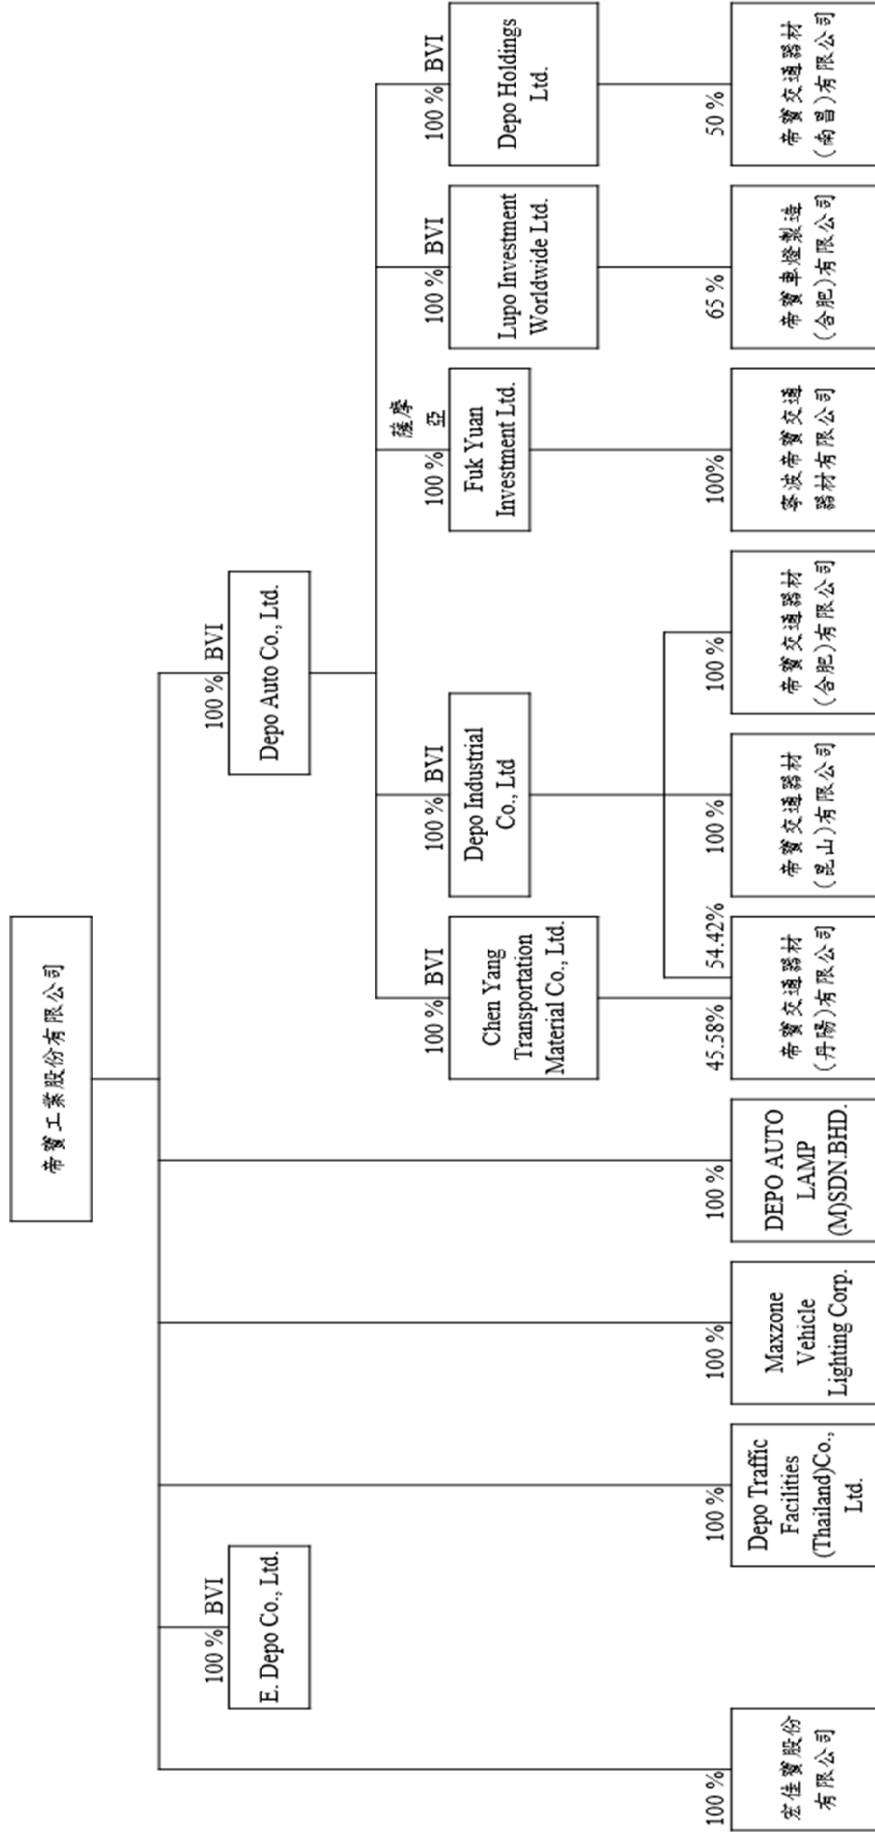 帝寶工業股份有限公司
100 % BVI
E. Depo Co., Ltd.
100 % BVI
Depo Auto Co., Ltd.
100 % BVI
Chen Yang
Transportation
Material Co., Ltd.
100 % BVI
Depo Industrial
Co., Ltd
薩摩
100 % 亞
Fuk Yuan
Investment Ltd.
100 % BVI
Lupo Investment
Worldwide Ltd.
100 % BVI
Depo Holdings
Ltd.
100 %
宏佳寶股份
有限公司
100 %
Depo Traffic
Facilities
(Thailand)Co.,
Ltd.
100 %
Maxzone
Vehicle
Lighting Corp.
100 %
DEPO AUTO
LAMP
(M)SDN.BHD.
45.58% 54.42%
帝寶交通器材
(丹陽)有限公司
100 %
帝寶交通器材
(昆山)有限公司
100 %
帝寶交通器材
(合肥)有限公司
100%
寧波帝寶交通
器材有限公司
65 %
帝寶車燈製造
(合肥)有限公司
50 %
帝寶交通器材
(南昌)有限公司